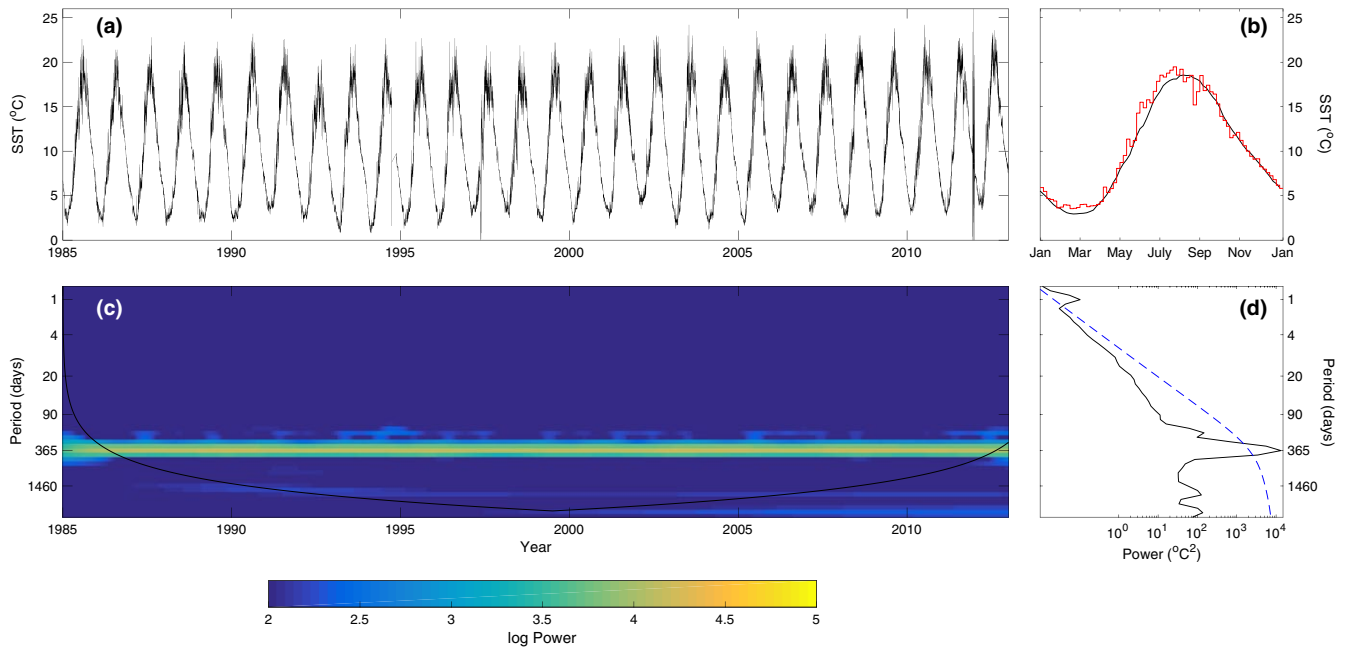 (a)
SST (°C)
25
20
15
10
5
0
1985
1990
1995
2000
2005
2010
(b)
25
20
15
10
5
0
SST (°C)
Jan
Mar
May
July
Sep
Nov
Jan
(c)
Period (days)
1
4
20
90
365
1460
1985
1990
1995
2000
2005
2010
Year
(d)
1
4
20
90
365
1460
Period (days)
10⁰
10¹
10²
10³
10⁴
Power (°C²)
2
2.5
3
3.5
4
4.5
5
log Power